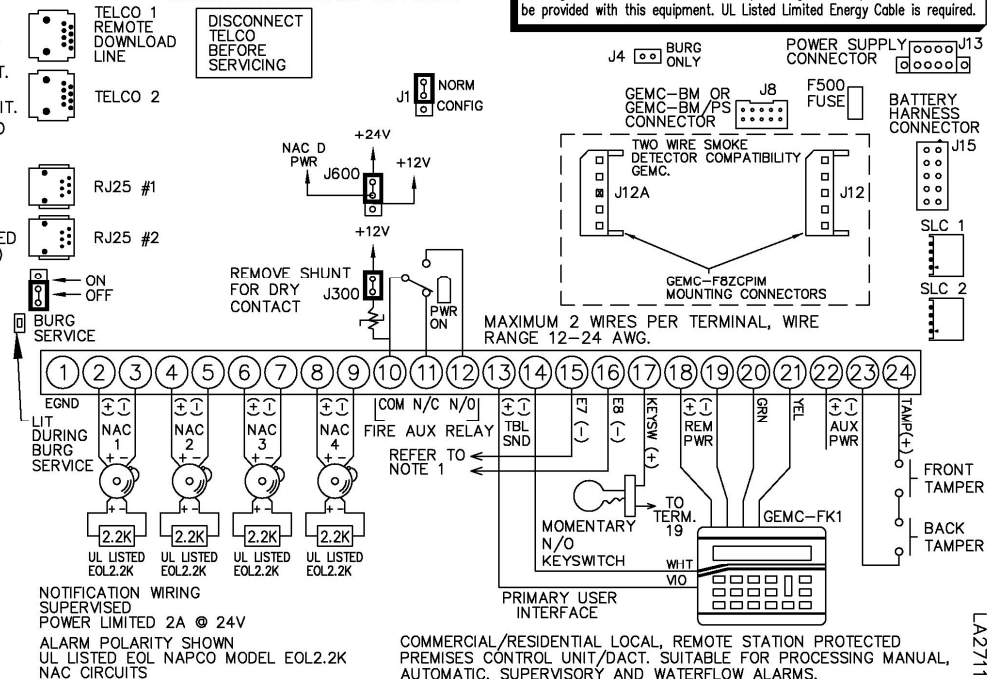 be provided with this equipment. UL Listed Limited Energy Cable is required.
TELCO 1
REMOTE
DOWNLOAD
LINE
DISCONNECT
TELCO
BEFORE
SERVICING
TELCO 2
J1
NORM
CONFIG
J4
BURG
ONLY
POWER SUPPLY
CONNECTOR
J13
GEMC-BM OR
GEMC-BM/PS
CONNECTOR
J8
F500
FUSE
BATTERY
HARNESS
CONNECTOR
J15
TWO WIRE SMOKE
DETECTOR COMPATIBILITY
GEMC.
J12A
J12
GEMC-F8ZCPIM
MOUNTING CONNECTORS
SLC 1
SLC 2
+24V
NAC D
PWR
J600
+12V
RJ25 #1
RJ25 #2
+12V
REMOVE SHUNT
FOR DRY
CONTACT
J300
PWR
ON
ON
OFF
BURG
SERVICE
MAXIMUM 2 WIRES PER TERMINAL, WIRE
RANGE 12-24 AWG.
1 2 3 4 5 6 7 8 9 10 11 12 13 14 15 16 17 18 19 20 21 22 23 24
EGND
LIT
DURING
BURG
SERVICE
(+) (-)
NAC
1
+ -
+ -
2.2K
UL LISTED
EOL2.2K
(+) (-)
NAC
2
+ -
+ -
2.2K
UL LISTED
EOL2.2K
(+) (-)
NAC
3
+ -
+ -
2.2K
UL LISTED
EOL2.2K
(+) (-)
NAC
4
+ -
+ -
2.2K
UL LISTED
EOL2.2K
COM N/C N/O
FIRE AUX RELAY
(+) (-)
TBL
SND
E7 (-)
E8 (-)
KEYSW (+)
(+) (-)
REM
PWR
GRN
YEL
(+) (-)
AUX
PWR
TAMP(+)
REFER TO
NOTE 1
MOMENTARY
N/O
KEYSWITCH
TO
TERM.
19
GEMC-FK1
WHT
VIO
PRIMARY USER
INTERFACE
FRONT
TAMPER
BACK
TAMPER
NOTIFICATION WIRING
SUPERVISED
POWER LIMITED 2A @ 24V
ALARM POLARITY SHOWN
UL LISTED EOL NAPCO MODEL EOL2.2K
NAC CIRCUITS
COMMERCIAL/RESIDENTIAL LOCAL, REMOTE STATION PROTECTED
PREMISES CONTROL UNIT/DACT. SUITABLE FOR PROCESSING MANUAL,
AUTOMATIC, SUPERVISORY AND WATERFLOW ALARMS.
LA2711